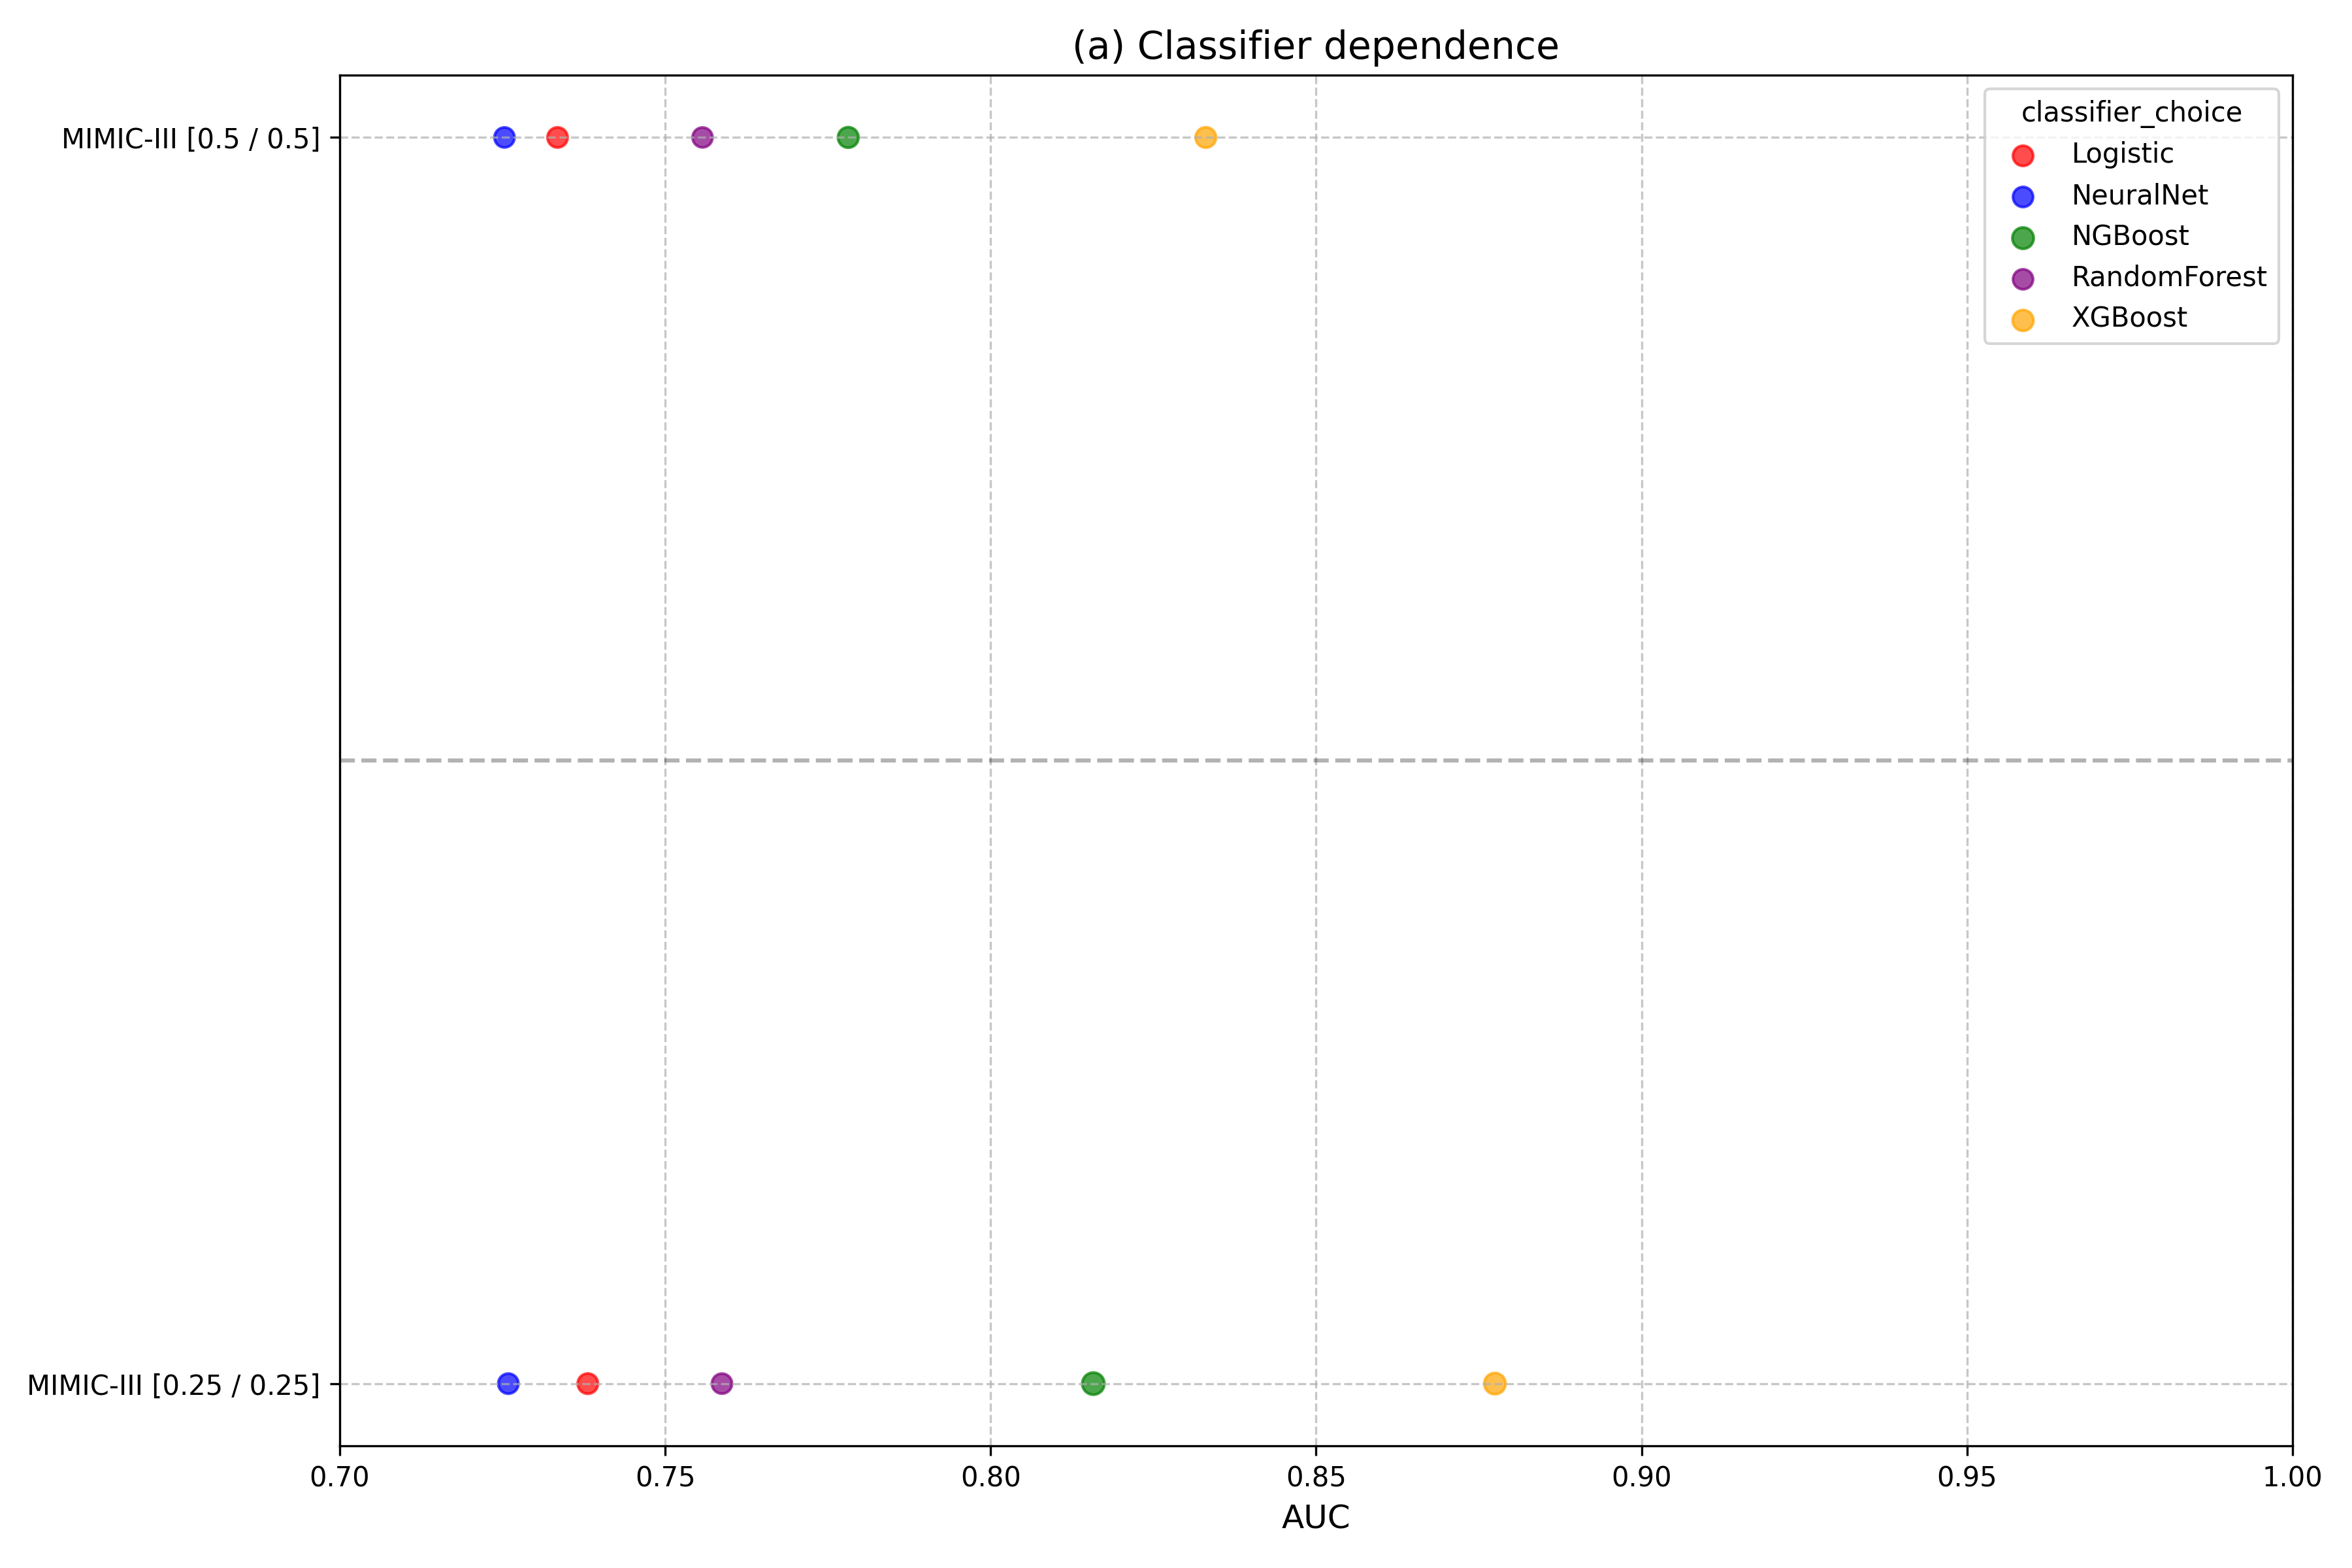 (a) Classifier dependence
MIMIC-III [0.5 / 0.5]
classifier_choice
Logistic
NeuralNet
NGBoost
RandomForest
XGBoost
MIMIC-III [0.25 / 0.25]
0.70 0.75 0.80 0.85 0.90 0.95 1.00
AUC